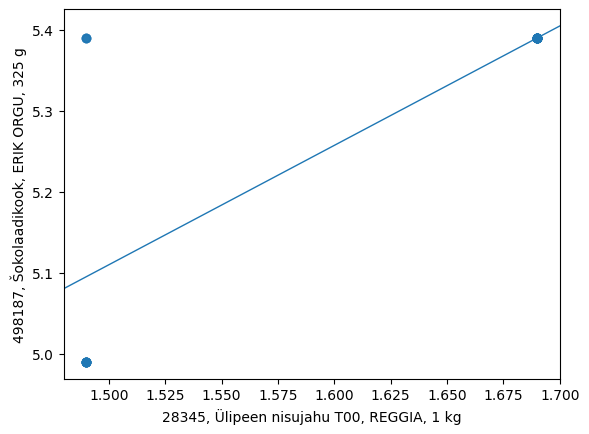 5.4
5.3
5.2
5.1
5.0
498187, Šokolaadikook, ERIK ORGU, 325 g
1.500 1.525 1.550 1.575 1.600 1.625 1.650 1.675 1.700
28345, Ülipeen nisujahu T00, REGGIA, 1 kg